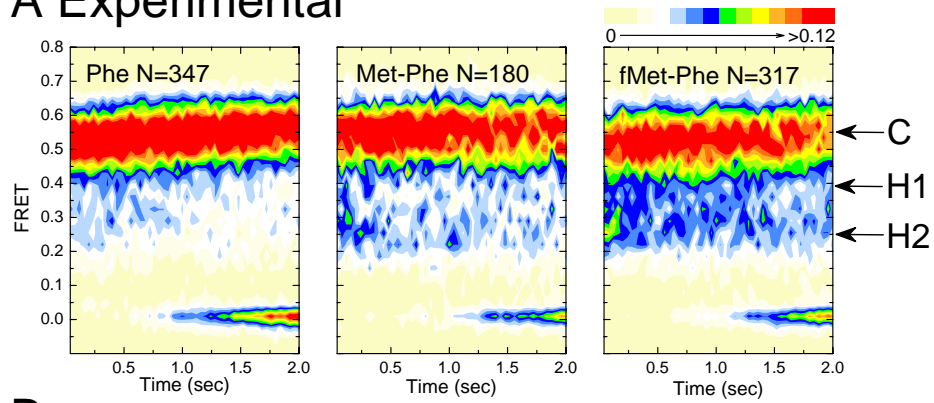 A Experimental
0 >0.12
Phe N=347
Met-Phe N=180
fMet-Phe N=317
FRET
0.8
0.7
0.6
0.5
0.4
0.3
0.2
0.1
0.0
C
H1
H2
0.5 1.0 1.5 2.0
0.5 1.0 1.5 2.0
0.5 1.0 1.5 2.0
Time (sec)
Time (sec)
Time (sec)